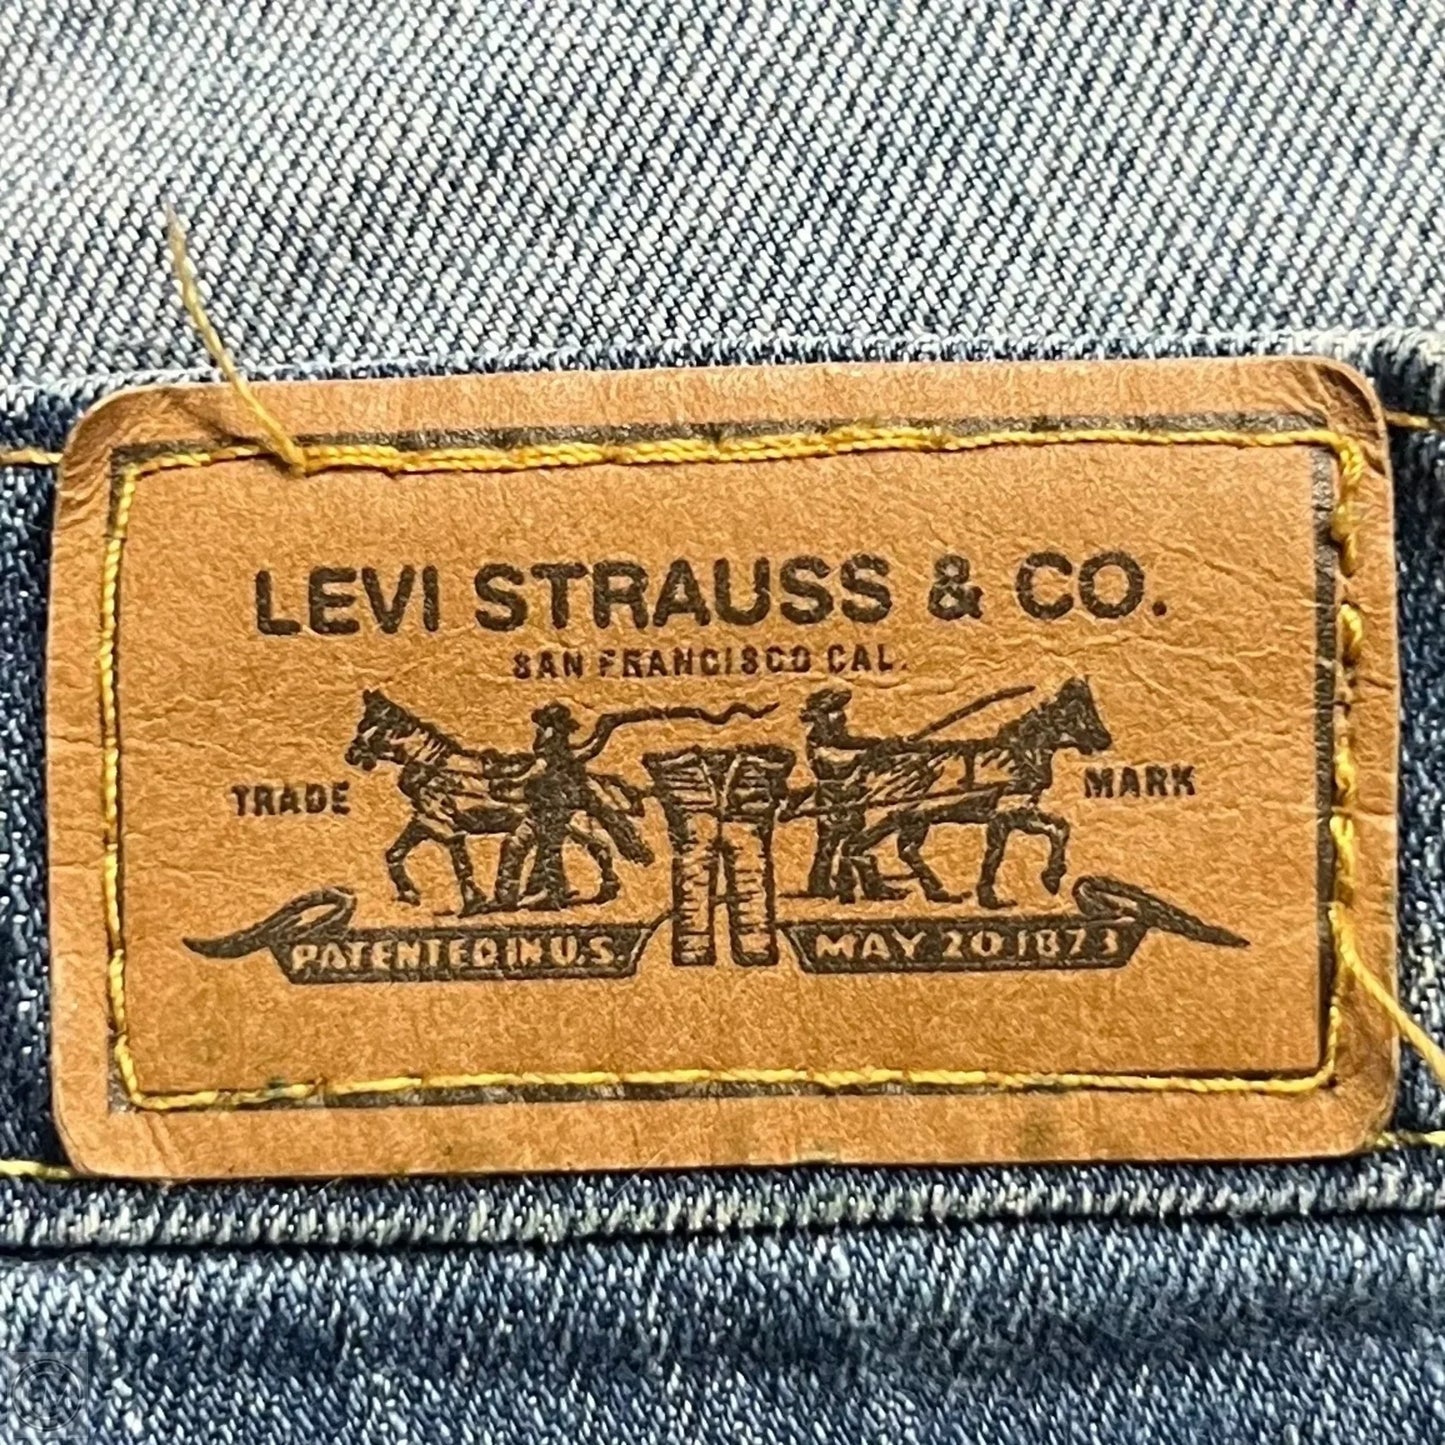 LEVI STRAUSS & CO.
SAN FRANCISCO CAL.
TRADE MARK
PATENTED IN U.S. MAY 20 1873